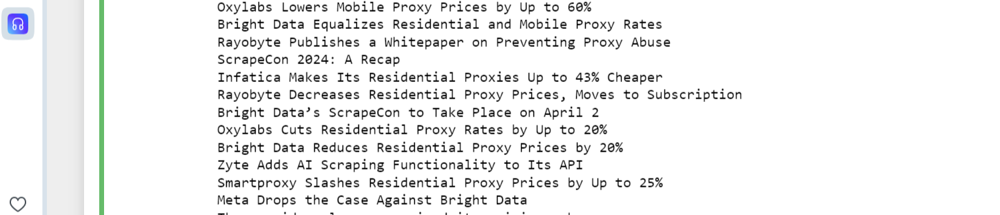 Oxylabs Lowers Mobile Proxy Prices by Up to 60%
Bright Data Equalizes Residential and Mobile Proxy Rates
Rayobyte Publishes a Whitepaper on Preventing Proxy Abuse
ScrapeCon 2024: A Recap
Infatica Makes Its Residential Proxies Up to 43% Cheaper
Rayobyte Decreases Residential Proxy Prices, Moves to Subscription
Bright Data’s ScrapeCon to Take Place on April 2
Oxylabs Cuts Residential Proxy Rates by Up to 20%
Bright Data Reduces Residential Proxy Prices by 20%
Zyte Adds AI Scraping Functionality to Its API
Smartproxy Slashes Residential Proxy Prices by Up to 25%
Meta Drops the Case Against Bright Data